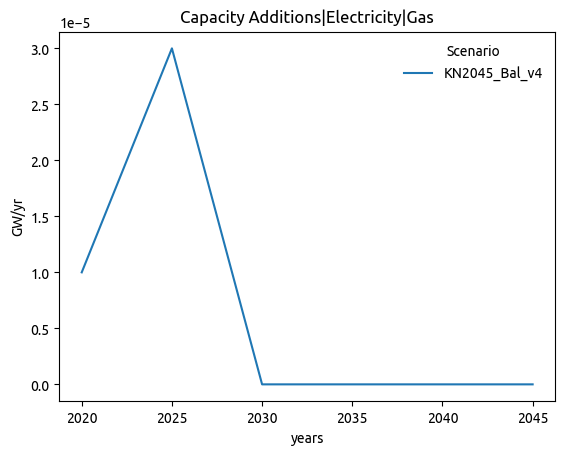 Capacity Additions|Electricity|Gas
1e−5
3.0
2.5
2.0
1.5
1.0
0.5
0.0
GW/yr
Scenario
KN2045_Bal_v4
2020 2025 2030 2035 2040 2045
years